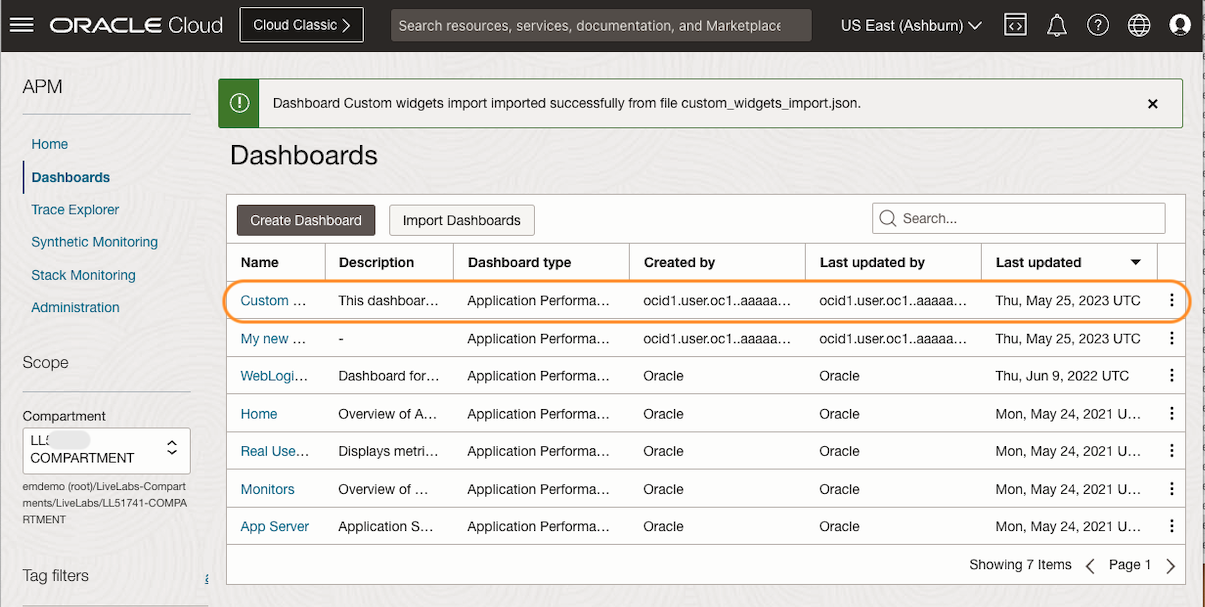 ORACLE Cloud
Cloud Classic
Search resources, services, documentation, and Marketplace
US East (Ashburn)
APM
Home
Dashboards
Trace Explorer
Synthetic Monitoring
Stack Monitoring
Administration
Scope
Compartment
LL5
COMPARTMENT
emdemo (root)/LiveLabs-Compart
ments/LiveLabs/LL51741-COMPA
RTMENT
Tag filters
Dashboard Custom widgets import imported successfully from file custom_widgets_import.json.
Dashboards
Create Dashboard Import Dashboards Search...
Name Description Dashboard type Created by Last updated by Last updated
Custom ... This dashboar... Application Performa... ocid1.user.oc1..aaaaa... ocid1.user.oc1..aaaaa... Thu, May 25, 2023 UTC
My new ... - Application Performa... ocid1.user.oc1..aaaaa... ocid1.user.oc1..aaaaa... Thu, May 25, 2023 UTC
WebLogi... Dashboard for... Application Performa... Oracle Oracle Thu, Jun 9, 2022 UTC
Home Overview of A... Application Performa... Oracle Oracle Mon, May 24, 2021 U...
Real Use... Displays metri... Application Performa... Oracle Oracle Mon, May 24, 2021 U...
Monitors Overview of ... Application Performa... Oracle Oracle Mon, May 24, 2021 U...
App Server Application S... Application Performa... Oracle Oracle Mon, May 24, 2021 U...
Showing 7 Items Page 1